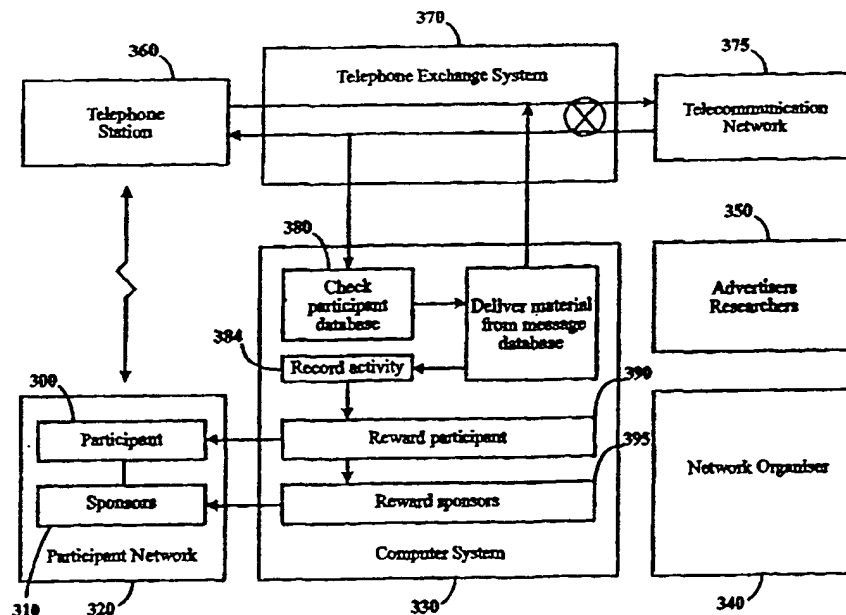 370
360
375
Telephone Exchange System
Telephone
Station
Telecommunication
Network
380
350
Check
participant
database
Deliver material
from message
database
Advertisers
Researchers
384
Record activity
300
390
Participant
Reward participant
395
Network Organiser
Sponsors
Reward sponsors
Participant Network
Computer System
310
320
330
340